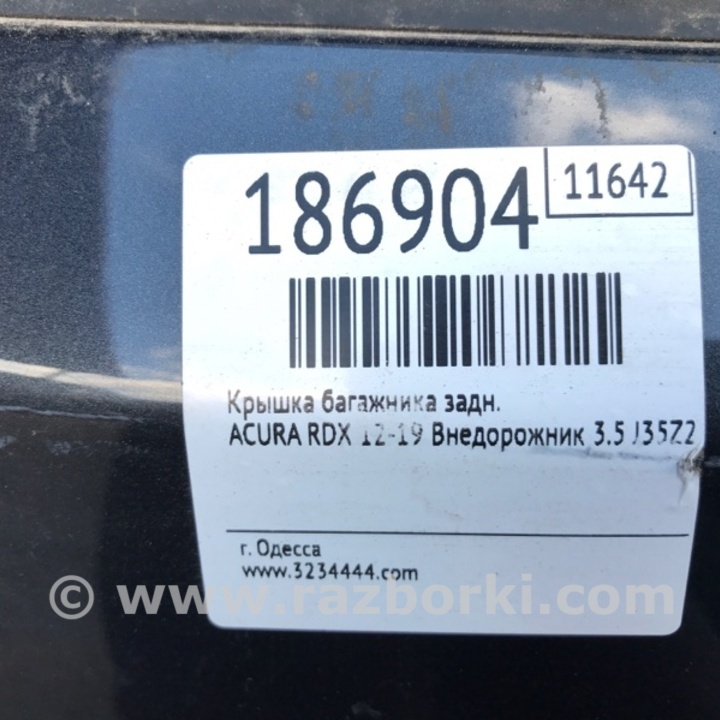 186904
11642
Крышка багажника задн.
ACURA RDX 12-19 Внедорожник 3.5 J35Z2
г. Одесса
www.3234444.com
© www.razborki.com